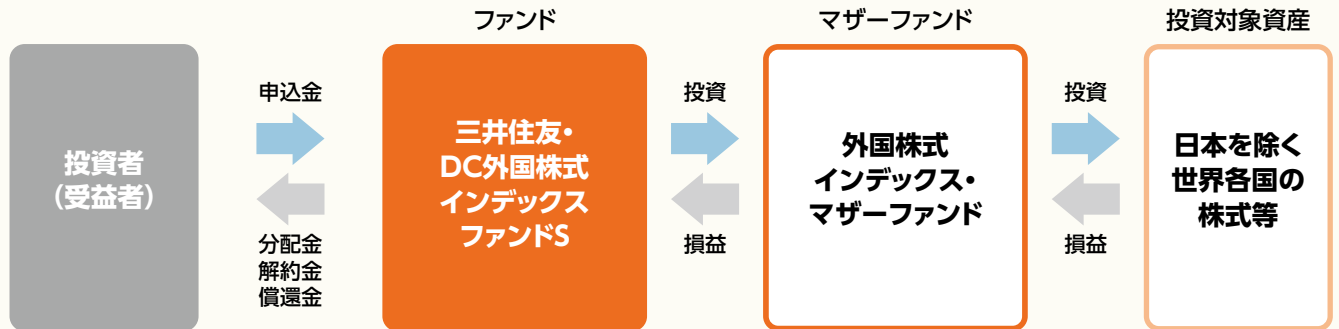 ファンド
マザーファンド
投資対象資産
投資者
(受益者)
申込金
分配金
解約金
償還金
三井住友・
DC外国株式
インデックス
ファンドS
投資
損益
外国株式
インデックス・
マザーファンド
投資
損益
日本を除く
世界各国の
株式等